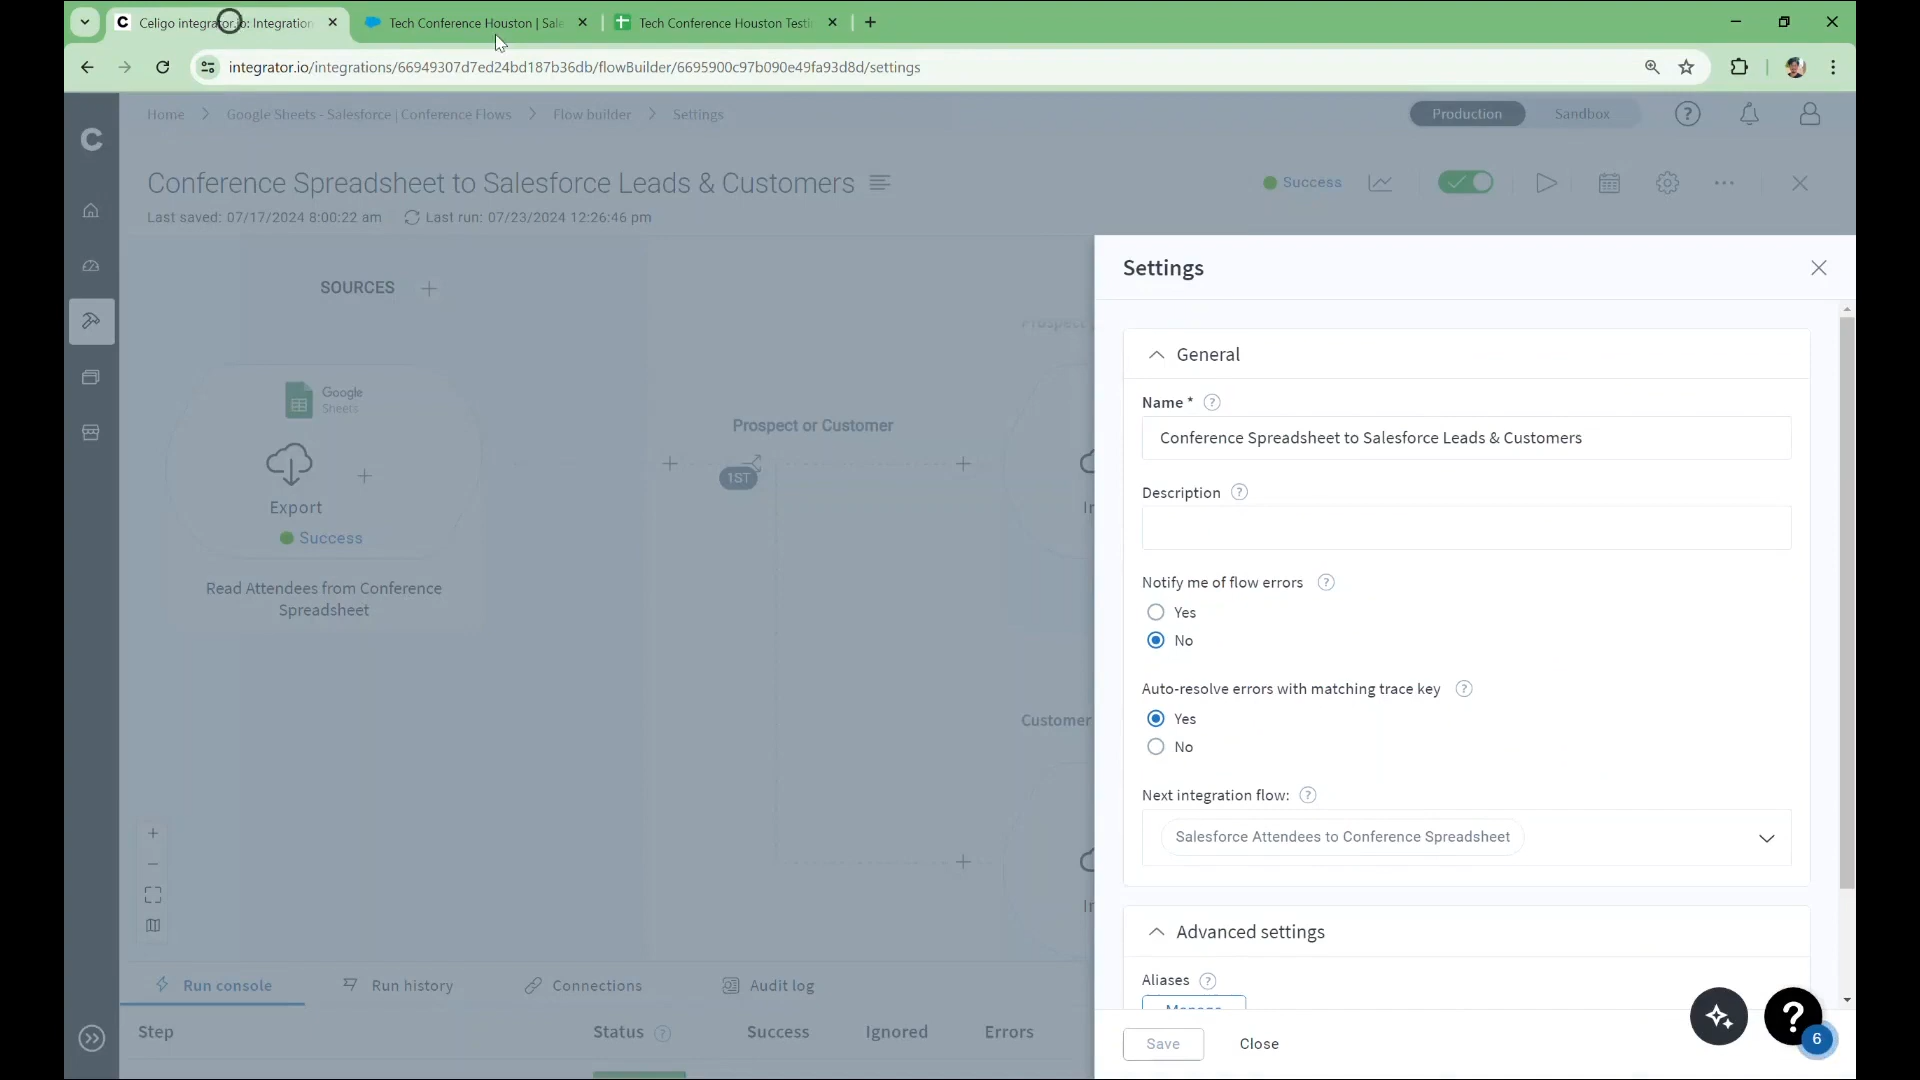 Celigo integrator.io: Integration
Tech Conference Houston | Sale
Tech Conference Houston Testi
integrator.io/integrations/66949307d7ed24bd187b36db/flowBuilder/6695900c97b090e49fa93d8d/settings
Home
Google Sheets - Salesforce | Conference Flows
Flow builder
Settings
Production
Sandbox
Conference Spreadsheet to Salesforce Leads & Customers
Success
Last saved: 07/17/2024 8:00:22 am
Last run: 07/23/2024 12:26:46 pm
SOURCES
Google
Sheets
Export
Success
Read Attendees from Conference
Spreadsheet
Prospect or Customer
1ST
Prospect
Customer
Settings
General
Name *
Conference Spreadsheet to Salesforce Leads & Customers
Description
Notify me of flow errors
Yes
No
Auto-resolve errors with matching trace key
Yes
No
Next integration flow:
Salesforce Attendees to Conference Spreadsheet
Advanced settings
Aliases
Manage
Save
Close
6
Run console
Run history
Connections
Audit log
Step
Status
Success
Ignored
Errors